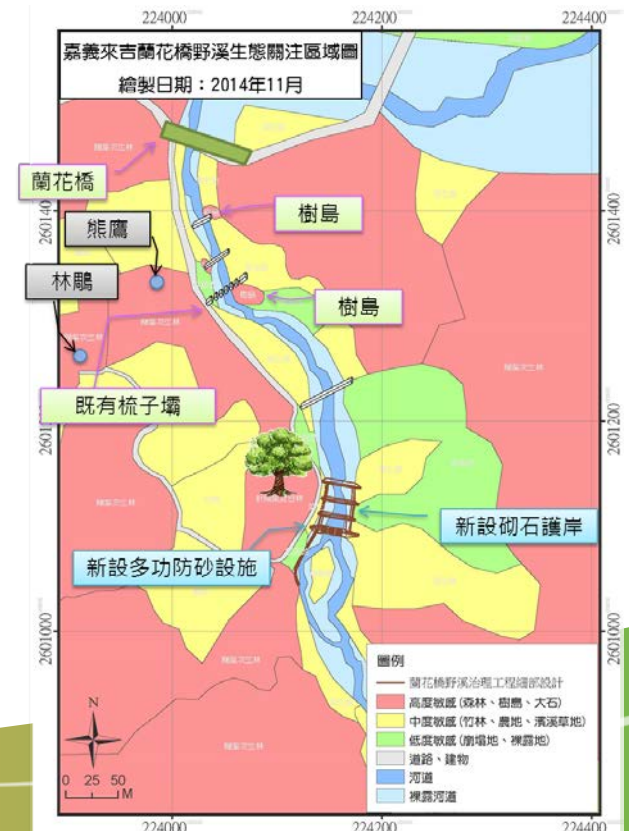 224000
224200
224400
嘉義來吉蘭花橋野溪生態關注區域圖
繪製日期：2014年11月
蘭花橋
樹島
2601400
2601400
熊鷹
林鵰
樹島
既有梳子壩
2601200
2601200
新設砌石護岸
新設多功防砂設施
2601000
2601000
圖例
蘭花橋野溪治理工程細部設計
高度敏感(森林、樹島、大石)
中度敏感(竹林、農地、濱溪草地)
低度敏感(崩塌地、裸露地)
道路、建物
河道
裸露河道
N
0 25 50
M
224000
224200
224400